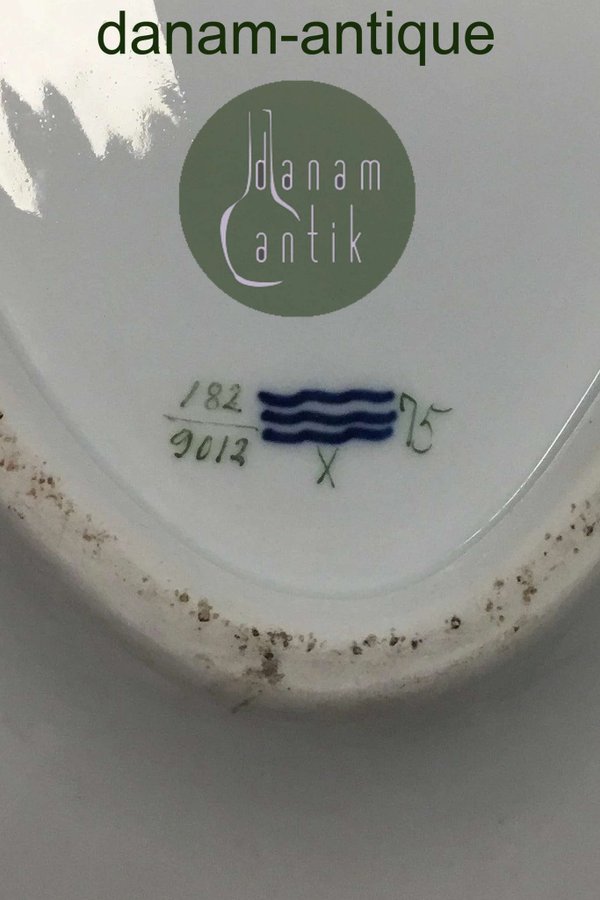 danam-antique
danam
antik
182
9012
75
X